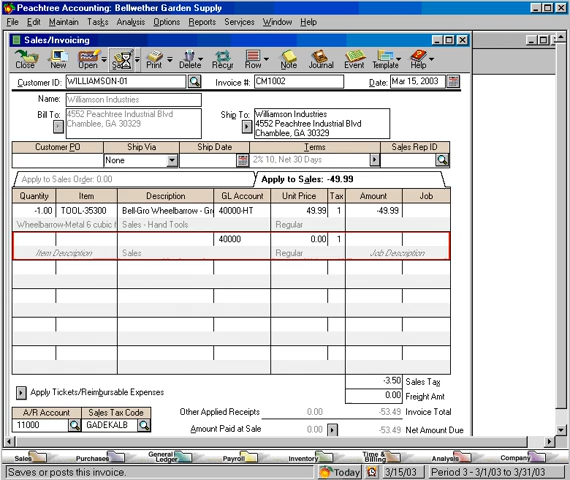 Peachtree Accounting: Bellwether Garden Supply
File Edit Maintain Tasks Analysis Options Reports Services Window Help
Sales/Invoicing
Close New Open Save Print Delete Recur Row Note Journal Event Template Help
Customer ID: WILLIAMSON-01 Invoice #: CM1002 Date: Mar 15, 2003
Name: Williamson Industries
Bill To: 4552 Peachtree Industrial Blvd
Chamblee, GA 30329
Ship To: Williamson Industries
4552 Peachtree Industrial Blvd
Chamblee, GA 30329
Customer PO Ship Via Ship Date Terms Sales Rep ID
None 2% 10, Net 30 Days
Apply to Sales Order: 0.00 Apply to Sales: -49.99
Quantity Item Description GL Account Unit Price Tax Amount Job
-1.00 TOOL-35300 Bell-Gro Wheelbarrow - Gr 40000-HT 49.99 1 -49.99
Wheelbarrow-Metal 6 cubic f Sales - Hand Tools Regular
40000 0.00 1
Item Description Sales Regular Job Description
-3.50 Sales Tax
Apply Tickets/Reimbursable Expenses 0.00 Freight Amt
A/R Account Sales Tax Code Other Applied Receipts 0.00 -53.49 Invoice Total
11000 GADEKALB Amount Paid at Sale 0.00 -53.49 Net Amount Due
Sales Purchases General Ledger Payroll Inventory Time & Billing Analysis Company
Saves or posts this invoice. Today 3/15/03 Period 3 - 3/1/03 to 3/31/03